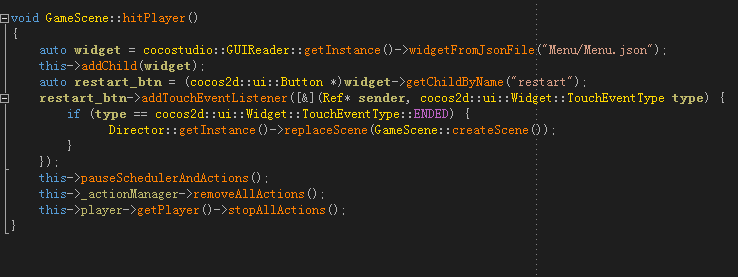 void GameScene::hitPlayer()
{
    auto widget = cocostudio::GUIReader::getInstance()->widgetFromJsonFile("Menu/Menu.json");
    this->addChild(widget);
    auto restart_btn = (cocos2d::ui::Button *)widget->getChildByName("restart");
    restart_btn->addTouchEventListener([&](Ref* sender, cocos2d::ui::Widget::TouchEventType type) {
        if (type == cocos2d::ui::Widget::TouchEventType::ENDED) {
            Director::getInstance()->replaceScene(GameScene::createScene());
        }
    });
    this->pauseSchedulerAndActions();
    this->_actionManager->removeAllActions();
    this->player->getPlayer()->stopAllActions();
}